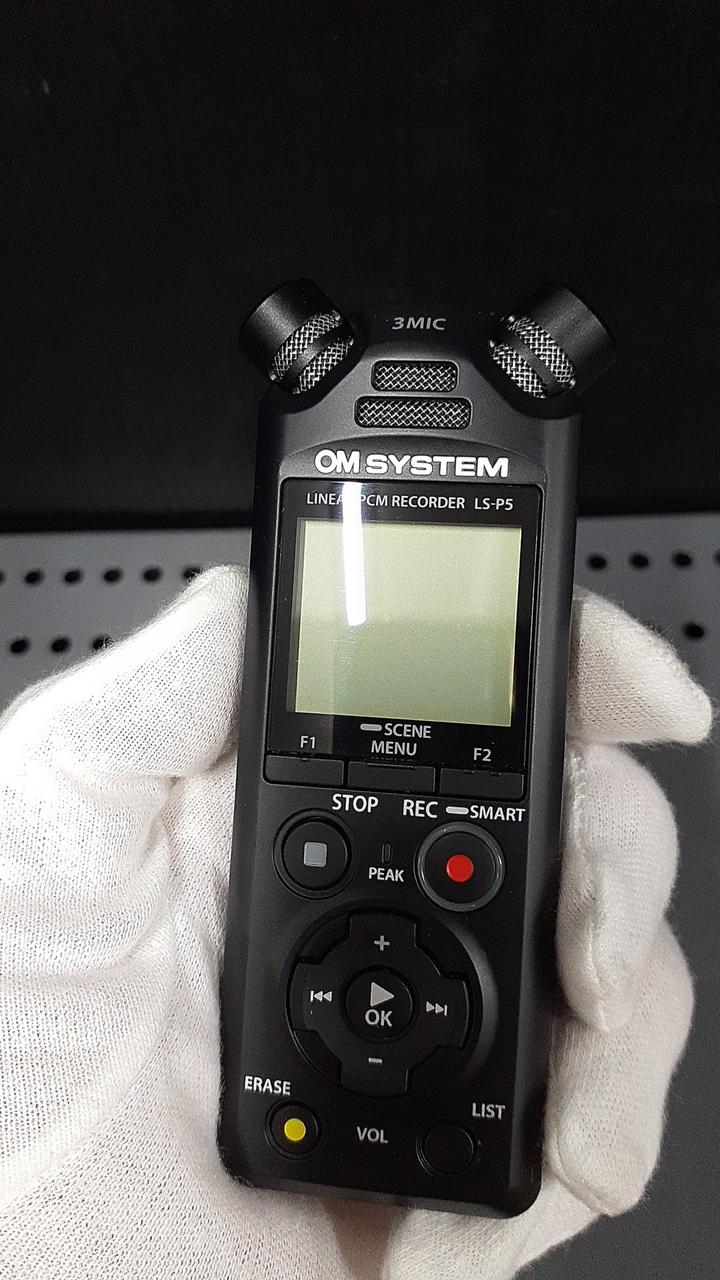 3MIC
OM SYSTEM
LINEAR PCM RECORDER LS-P5
SCENE
F1 MENU F2
STOP REC SMART
PEAK
+
OK
−
ERASE
LIST
VOL